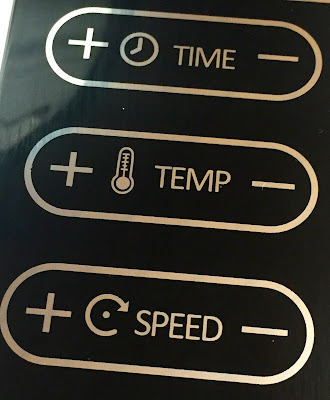 + TIME −
+ TEMP −
+ SPEED −